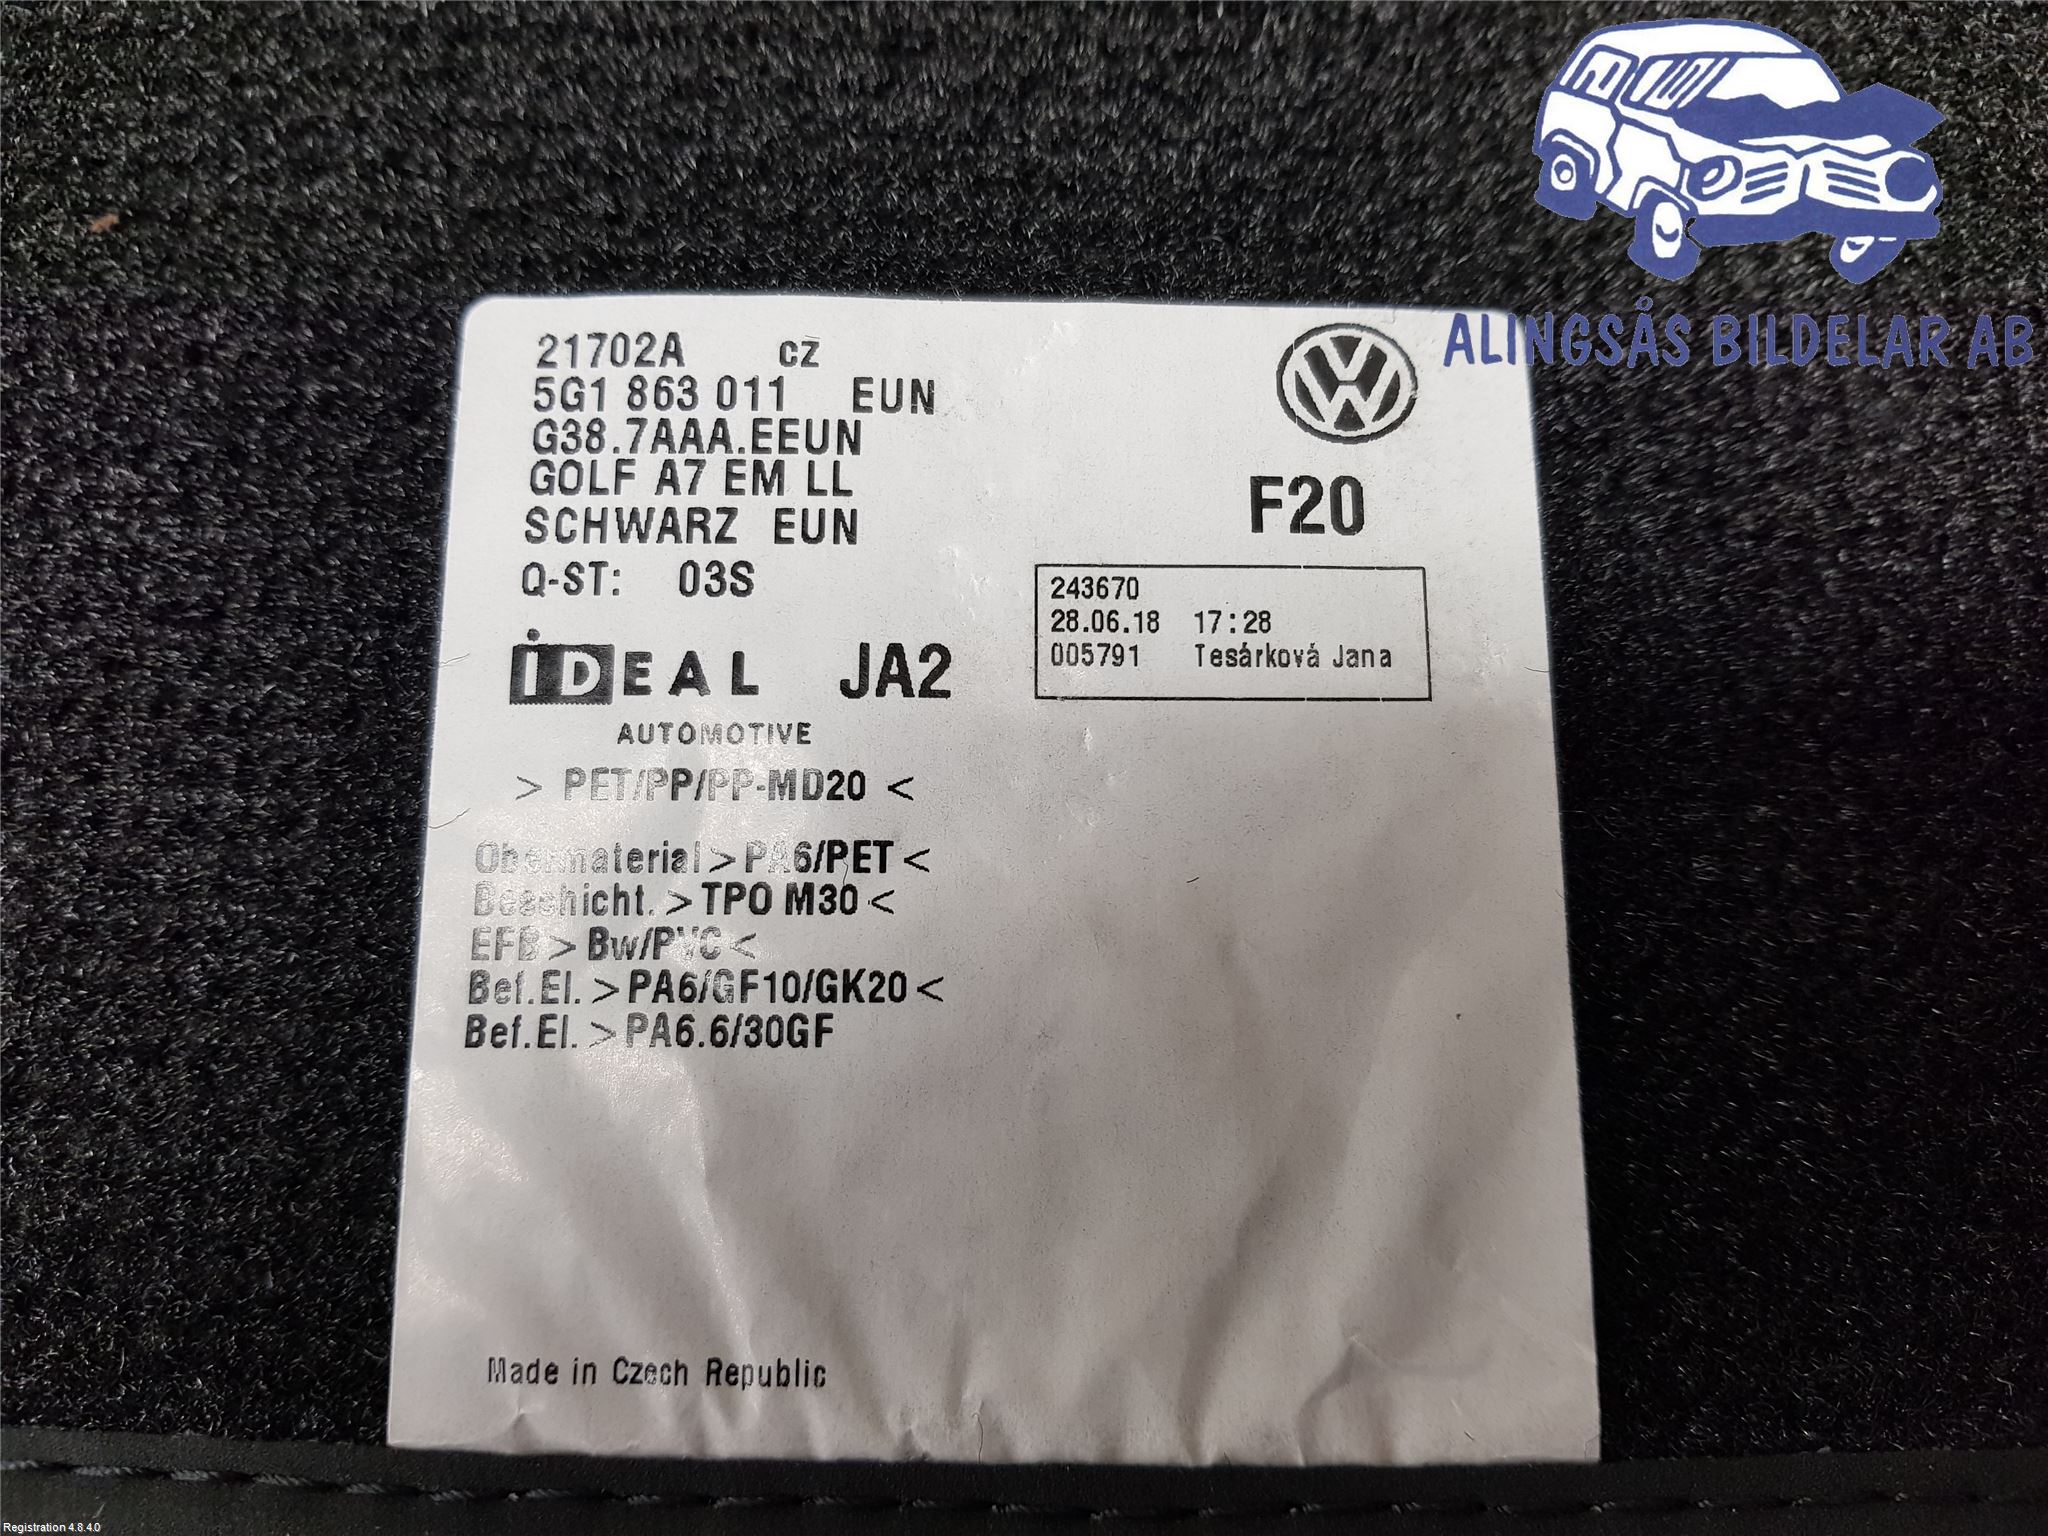 ALINGSÅS BILDELAR AB
21702A cz
5G1 863 011 EUN
G38.7AAA.EEUN
GOLF A7 EM LL
SCHWARZ EUN
F20
Q-ST: 03S
243670
28.06.18 17:28
005791 Tesárková Jana
iDEAL JA2
AUTOMOTIVE
> PET/PP/PP-MD20 <
Obermaterial > PA6/PET <
Beschicht. > TPO M30 <
EFB > Bw/PVC <
Bef.El. > PA6/GF10/GK20 <
Bef.El. > PA6.6/30GF
Made in Czech Republic
Registration 4.8.4.0